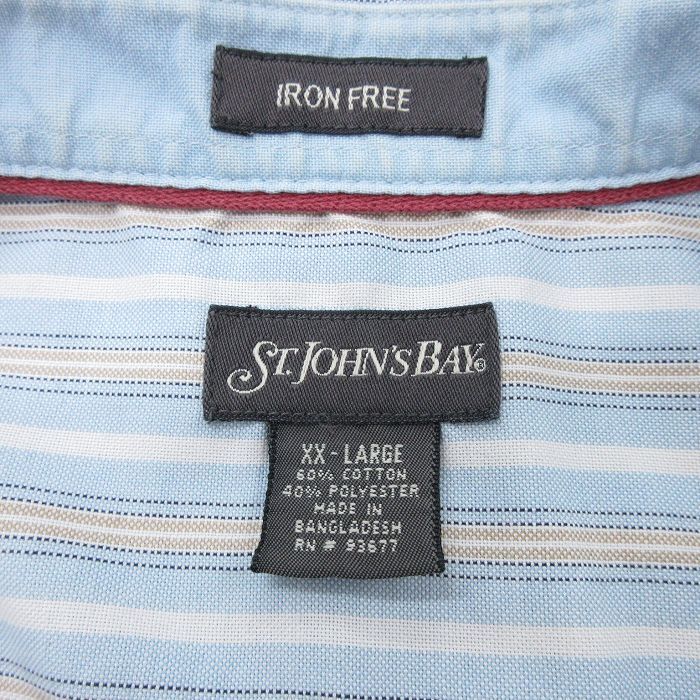 IRON FREE
ST. JOHN'S BAY®
XX - LARGE
60% COTTON
40% POLYESTER
MADE IN
BANGLADESH
RN # 93677